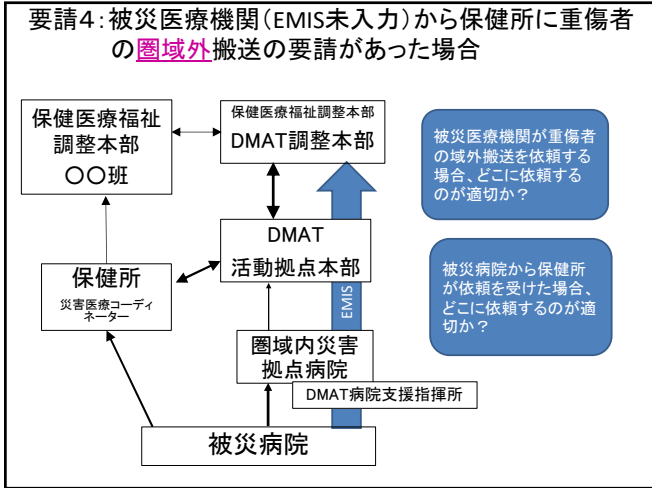 要請4：被災医療機関（EMIS未入力）から保健所に重傷者
の圏域外搬送の要請があった場合
保健医療福祉
調整本部
〇〇班
保健医療福祉調整本部
DMAT調整本部
被災医療機関が重傷者
の域外搬送を依頼する
場合、どこに依頼する
のが適切か？
DMAT
活動拠点本部
保健所
災害医療コーディ
ネーター
被災病院から保健所
が依頼を受けた場合、
どこに依頼するのが適
切か？
EMIS
圏域内災害
拠点病院
DMAT病院支援指揮所
被災病院